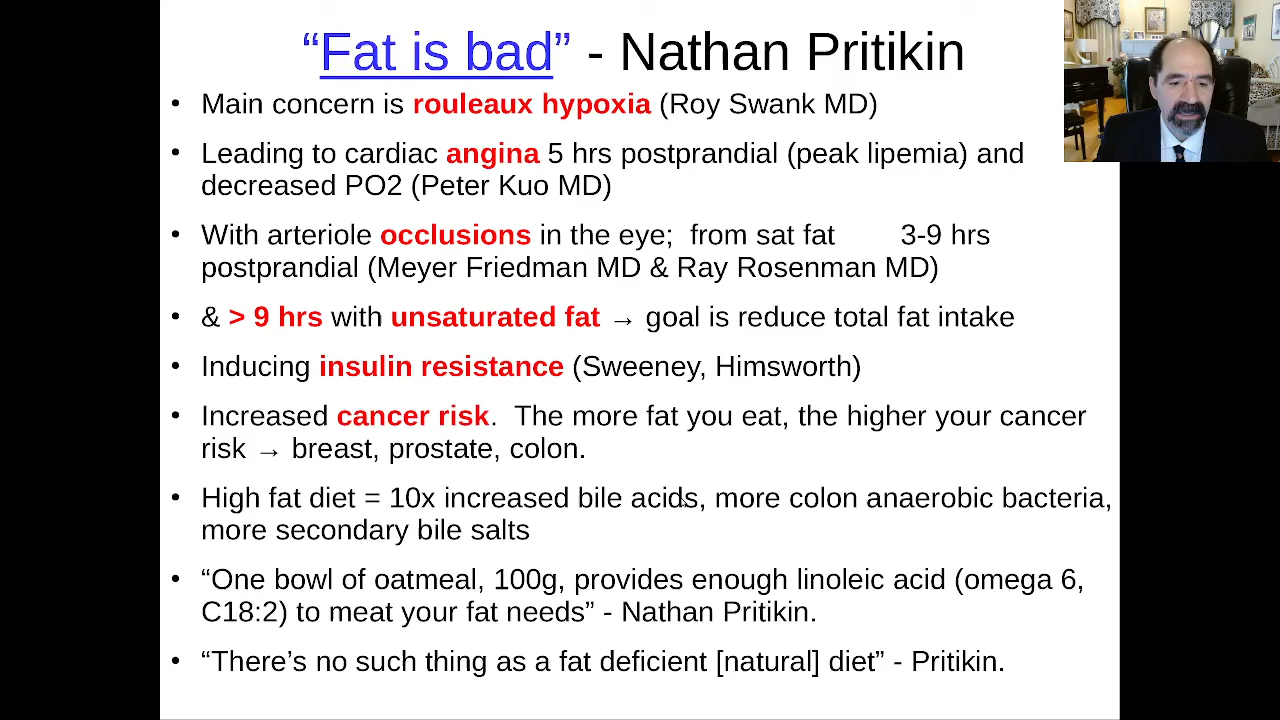 “Fat is bad” - Nathan Pritikin
• Main concern is rouleaux hypoxia (Roy Swank MD)
• Leading to cardiac angina 5 hrs postprandial (peak lipemia) and
decreased PO2 (Peter Kuo MD)
• With arteriole occlusions in the eye; from sat fat 3-9 hrs
postprandial (Meyer Friedman MD & Ray Rosenman MD)
• & > 9 hrs with unsaturated fat → goal is reduce total fat intake
• Inducing insulin resistance (Sweeney, Himsworth)
• Increased cancer risk. The more fat you eat, the higher your cancer
risk → breast, prostate, colon.
• High fat diet = 10x increased bile acids, more colon anaerobic bacteria,
more secondary bile salts
• “One bowl of oatmeal, 100g, provides enough linoleic acid (omega 6,
C18:2) to meat your fat needs” - Nathan Pritikin.
• “There’s no such thing as a fat deficient [natural] diet” - Pritikin.